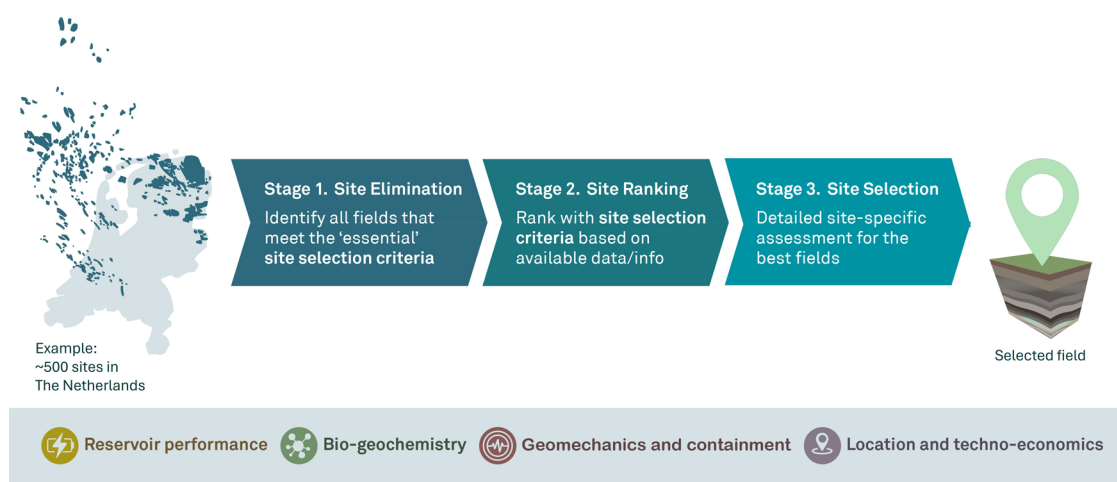 Stage 1. Site Elimination
Identify all fields that
meet the ‘essential’
site selection criteria
Stage 2. Site Ranking
Rank with site selection
criteria based on
available data/info
Stage 3. Site Selection
Detailed site-specific
assessment for the
best fields
Example:
~500 sites in
The Netherlands
Selected field
Reservoir performance
Bio-geochemistry
Geomechanics and containment
Location and techno-economics